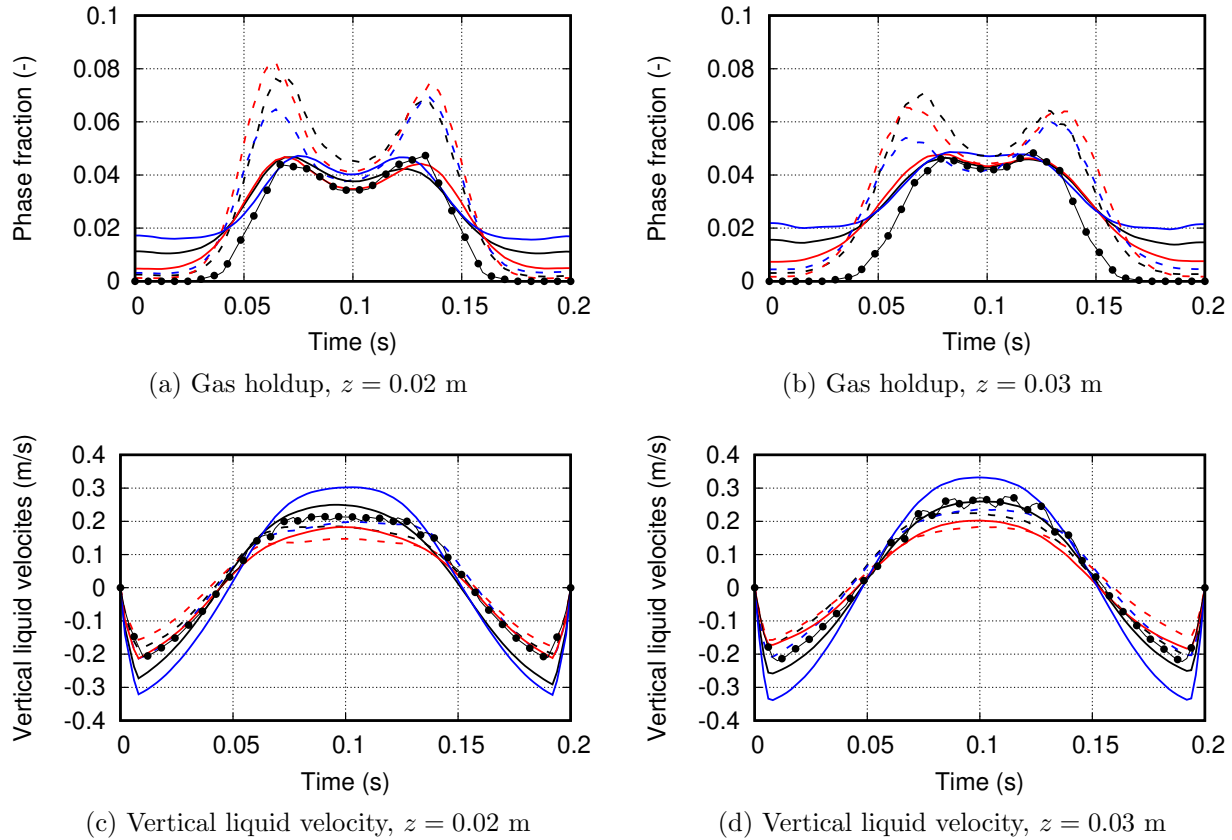 0.1
0.08
0.06
0.04
0.02
0
Phase fraction (-)
0 0.05 0.1 0.15 0.2
Time (s)
(a) Gas holdup, z = 0.02 m
0.1
0.08
0.06
0.04
0.02
0
Phase fraction (-)
0 0.05 0.1 0.15 0.2
Time (s)
(b) Gas holdup, z = 0.03 m
0.4
0.3
0.2
0.1
0
-0.1
-0.2
-0.3
-0.4
Vertical liquid velocites (m/s)
0 0.05 0.1 0.15 0.2
Time (s)
(c) Vertical liquid velocity, z = 0.02 m
0.4
0.3
0.2
0.1
0
-0.1
-0.2
-0.3
-0.4
Vertical liquid velocites (m/s)
0 0.05 0.1 0.15 0.2
Time (s)
(d) Vertical liquid velocity, z = 0.03 m